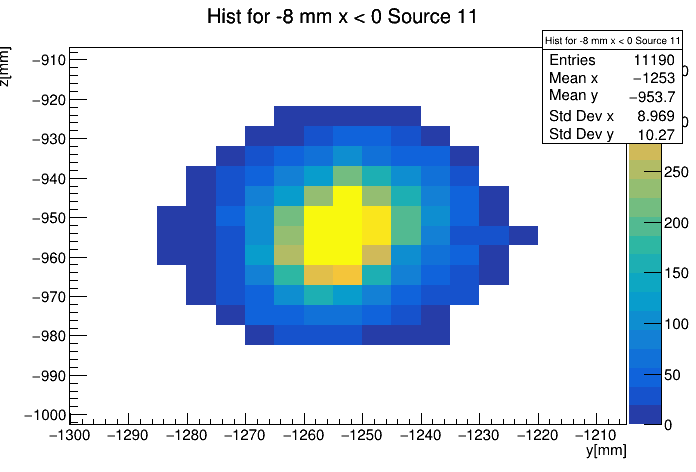 Hist for -8 mm x < 0 Source 11
z[mm]
−910
−920
−930
−940
−950
−960
−970
−980
−990
−1000
−1300 −1290 −1280 −1270 −1260 −1250 −1240 −1230 −1220 −1210
y[mm]
Hist for -8 mm x < 0 Source 11
Entries 11190
Mean x −1253
Mean y −953.7
Std Dev x 8.969
Std Dev y 10.27
250
200
150
100
50
0